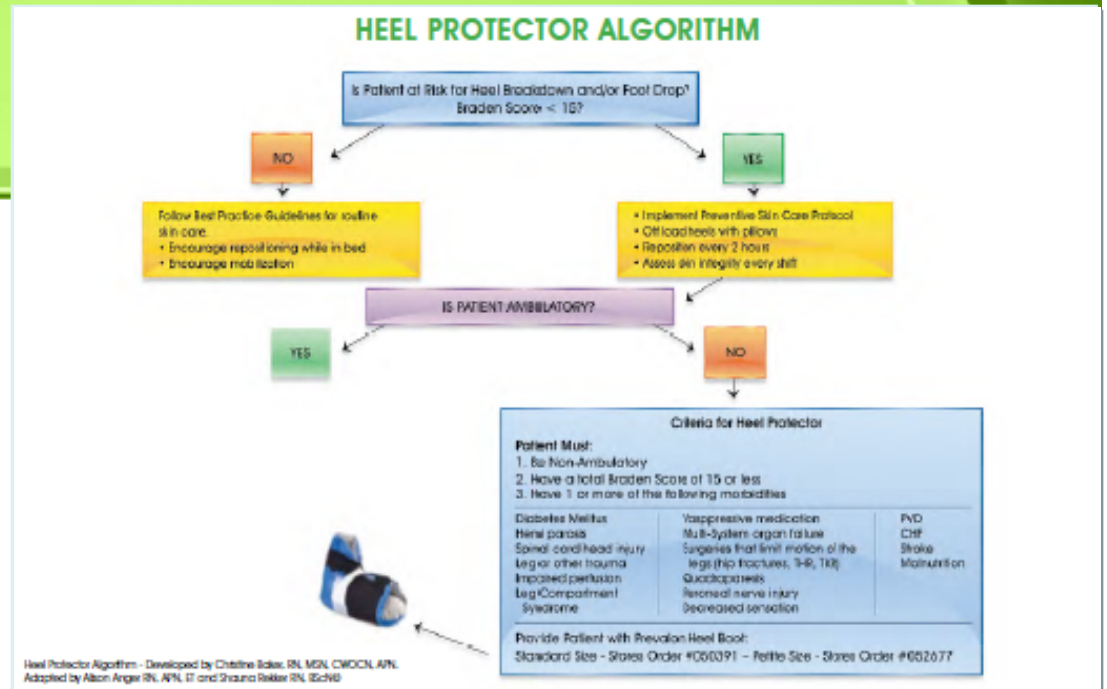 HEEL PROTECTOR ALGORITHM
Is Patient at Risk for Heel Breakdown and/or Foot Drop?
Braden Score < 15?
NO
YES
Follow Best Practice Guidelines for routine
skin care.
• Encourage repositioning while in bed
• Encourage mobilization
• Implement Preventive Skin Care Protocol
• Off load heels with pillows
• Reposition every 2 hours
• Assess skin integrity every shift
IS PATIENT AMBULATORY?
YES
NO
Criteria for Heel Protector
Patient Must:
1. Be Non-Ambulatory
2. Have a total Braden Score of 15 or less
3. Have 1 or more of the following morbidities
Diabetes Mellitus
Hemi paresis
Spinal cord/head injury
Leg or other trauma
Impaired perfusion
Leg/Compartment
Syndrome
Vasopressive medication
Multi-System organ failure
Surgeries that limit motion of the
legs (hip fractures, THR, TKR)
Quadraparesis
Peroneal nerve injury
Decreased sensation
PVD
CHF
Stroke
Malnutrition
Provide Patient with Prevalon Heel Boot:
Standard Size - Stores Order #050391 – Petite Size - Stores Order #052677
Heel Protector Algorithm - Developed by Christine Baker, RN, MSN, CWOCN, APN.
Adapted by Alison Anger RN, APN, ET and Shauna Rekker RN, BScN